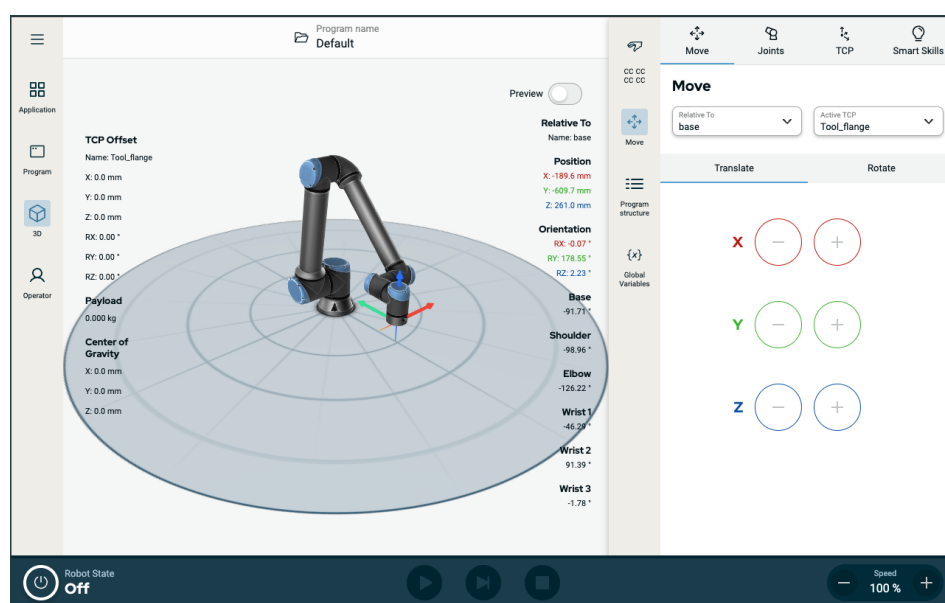 Program name
Default
Application
Program
3D
Operator
TCP Offset
Name: Tool_flange
X: 0.0 mm
Y: 0.0 mm
Z: 0.0 mm
RX: 0.00 °
RY: 0.00 °
RZ: 0.00 °
Payload
0.000 kg
Center of
Gravity
X: 0.0 mm
Y: 0.0 mm
Z: 0.0 mm
Preview
Relative To
Name: base
Position
X: -189.6 mm
Y: -609.7 mm
Z: 261.0 mm
Orientation
RX: -0.07 °
RY: 178.55 °
RZ: 2.23 °
Base
-91.71 °
Shoulder
-98.96 °
Elbow
-126.22 °
Wrist 1
-46.29 °
Wrist 2
91.39 °
Wrist 3
-1.78 °
CC CC
CC CC
Move
Program
structure
{x}
Global
Variables
Move
Joints
TCP
Smart Skills
Move
Relative To
base
Active TCP
Tool_flange
Translate
Rotate
X − +
Y − +
Z − +
Robot State
Off
− Speed +
100 %